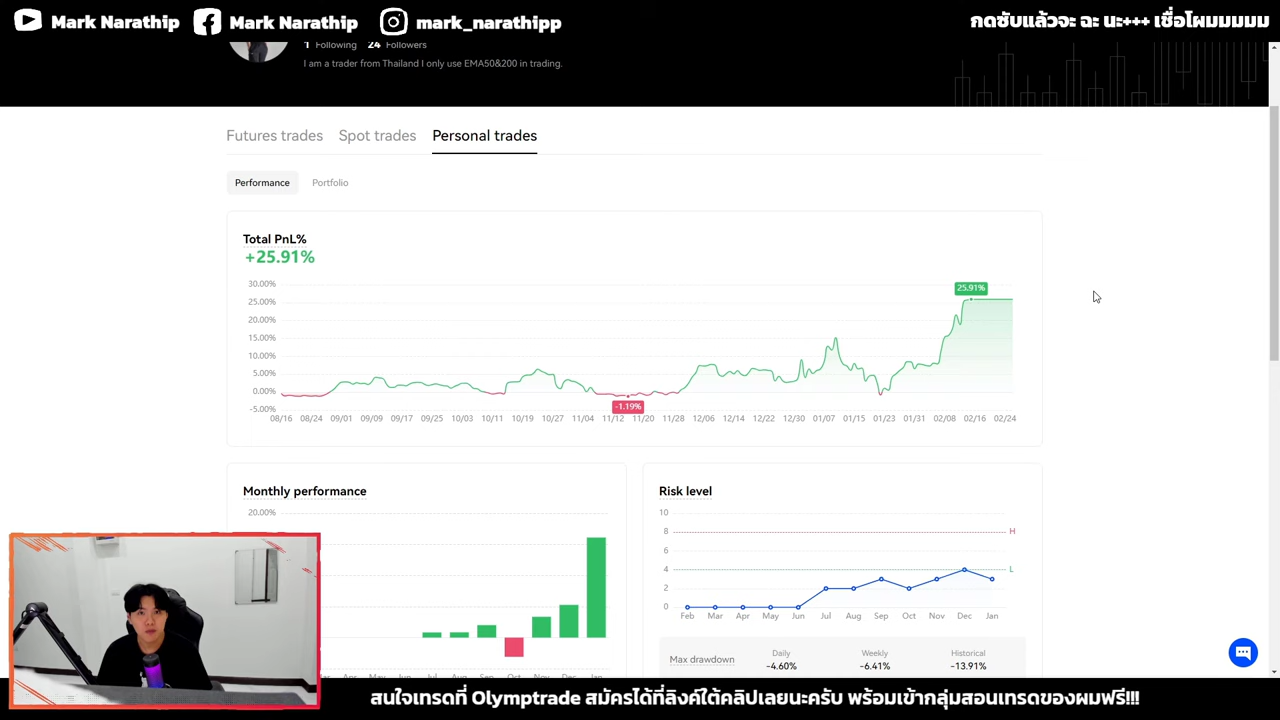 Mark Narathip Mark Narathip mark_narathipp กดซับแล้วจะ ฉะ นะ+++ เชื่อโผมมมมม
1 Following 24 Followers
I am a trader from Thailand I only use EMA50&200 in trading.
Futures trades Spot trades Personal trades
Performance Portfolio
Total PnL%
+25.91%
30.00%
25.00%
20.00%
15.00%
10.00%
5.00%
0.00%
-5.00%
25.91%
-1.19%
08/16 08/24 09/01 09/09 09/17 09/25 10/03 10/11 10/19 10/27 11/04 11/12 11/20 11/28 12/06 12/14 12/22 12/30 01/07 01/15 01/23 01/31 02/08 02/16 02/24
Monthly performance
20.00%
Risk level
10
8
6
4
2
0
H
L
Feb Mar Apr May Jun Jul Aug Sep Oct Nov Dec Jan
Max drawdown
Daily
-4.60%
Weekly
-6.41%
Historical
-13.91%
สนใจเทรดที่ Olymptrade สมัครได้ที่ลิงค์ใต้คลิปเลยนะครับ พร้อมเข้ากลุ่มสอนเทรดของผมฟรี!!!